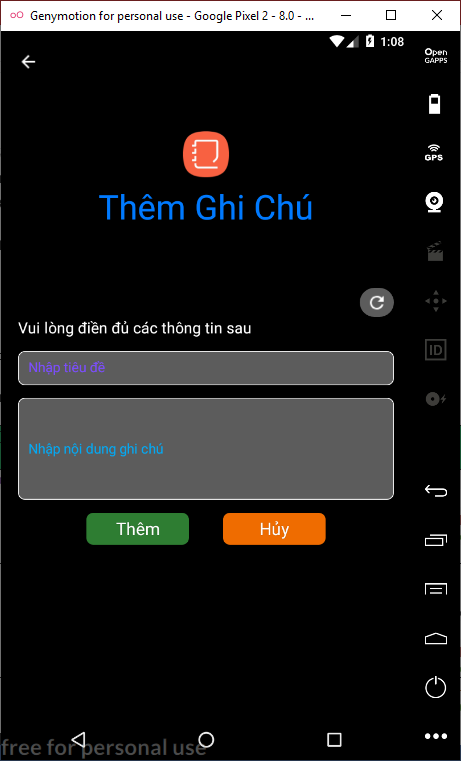 Genymotion for personal use - Google Pixel 2 - 8.0 - ...
1:08
Open
GAPPS
GPS
Thêm Ghi Chú
ID
Vui lòng điền đủ các thông tin sau
Nhập tiêu đề
Nhập nội dung ghi chú
Thêm
Hủy
free for personal use